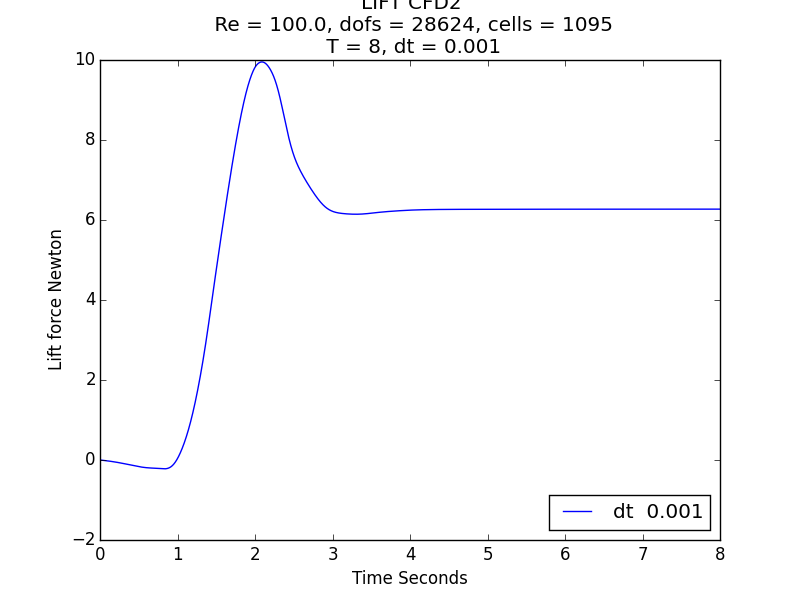 LIFT CFD2
Re = 100.0, dofs = 28624, cells = 1095
T = 8, dt = 0.001
10
8
6
4
2
0
−2
Lift force Newton
0 1 2 3 4 5 6 7 8
Time Seconds
dt 0.001